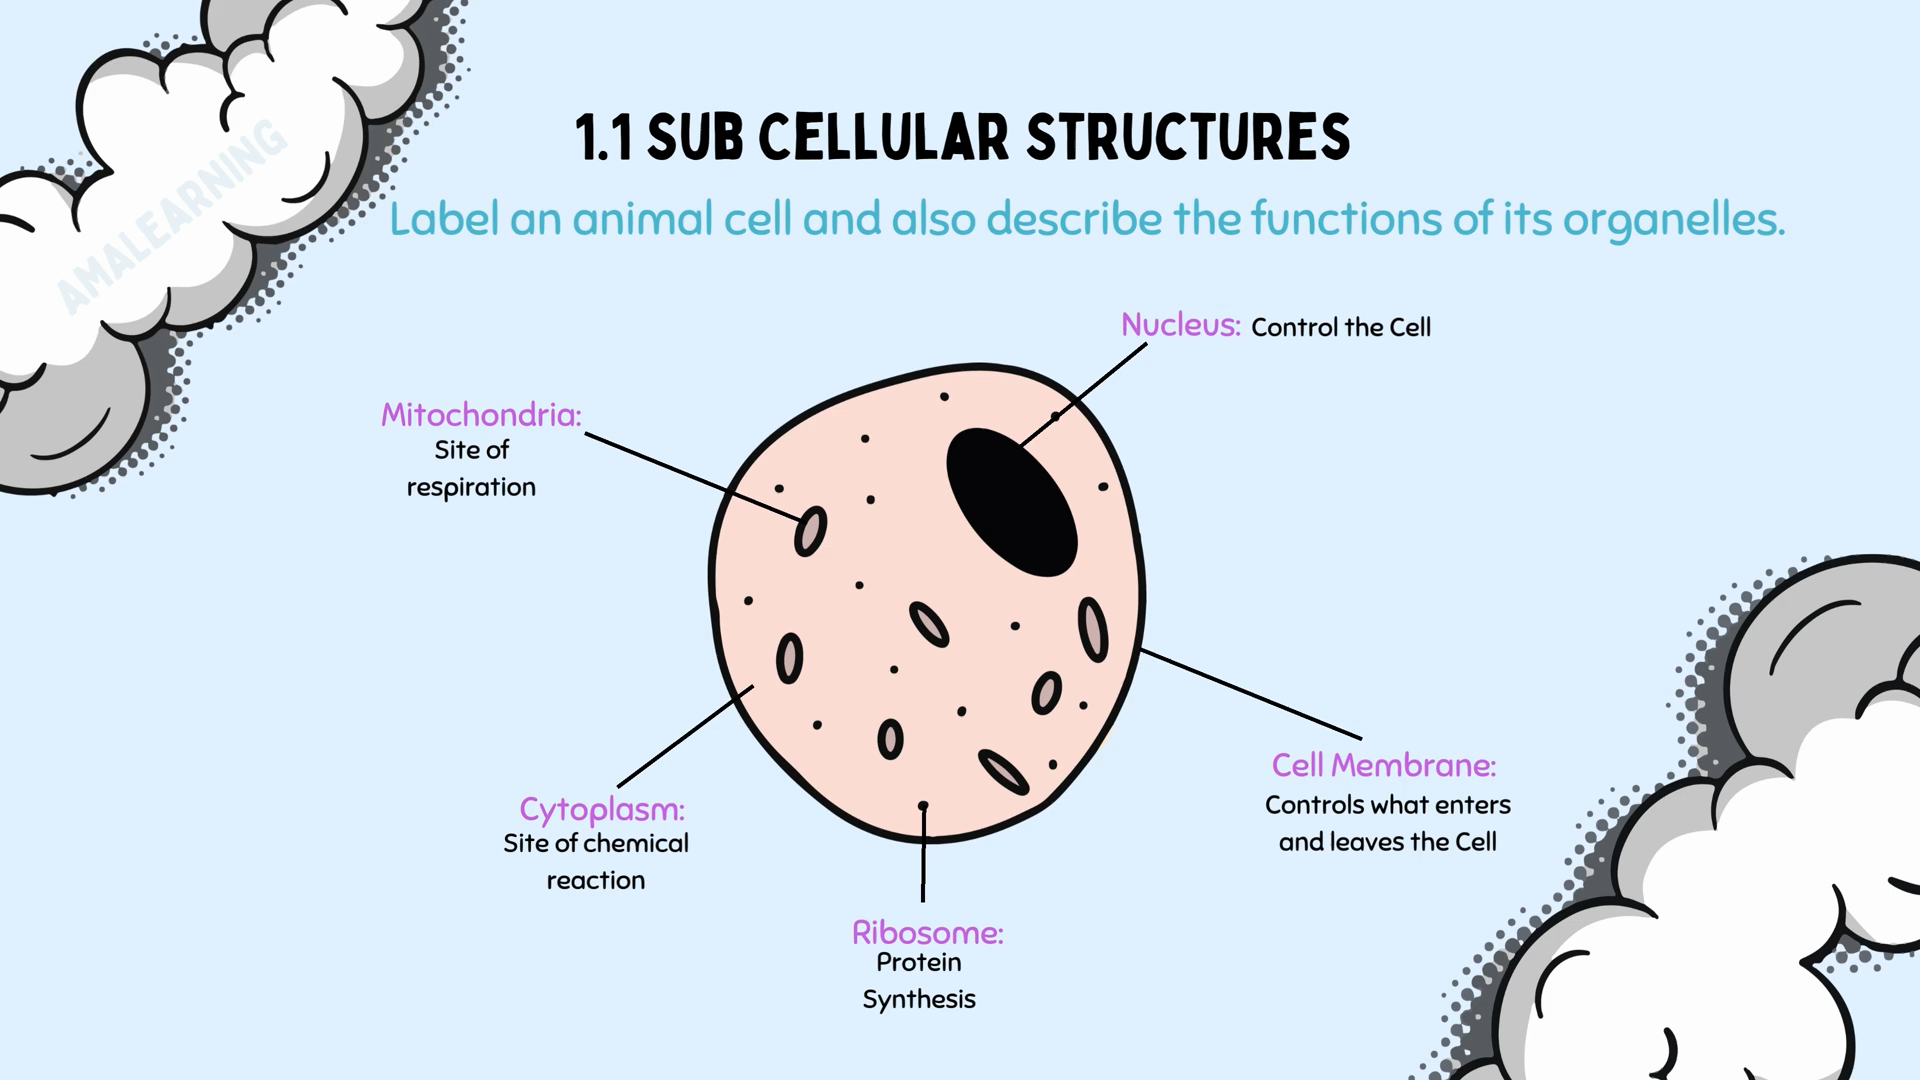 AMALEARNING
1.1 SUB CELLULAR STRUCTURES
Label an animal cell and also describe the functions of its organelles.
Nucleus: Control the Cell
Mitochondria:
Site of
respiration
Cell Membrane:
Controls what enters
and leaves the Cell
Cytoplasm:
Site of chemical
reaction
Ribosome:
Protein
Synthesis